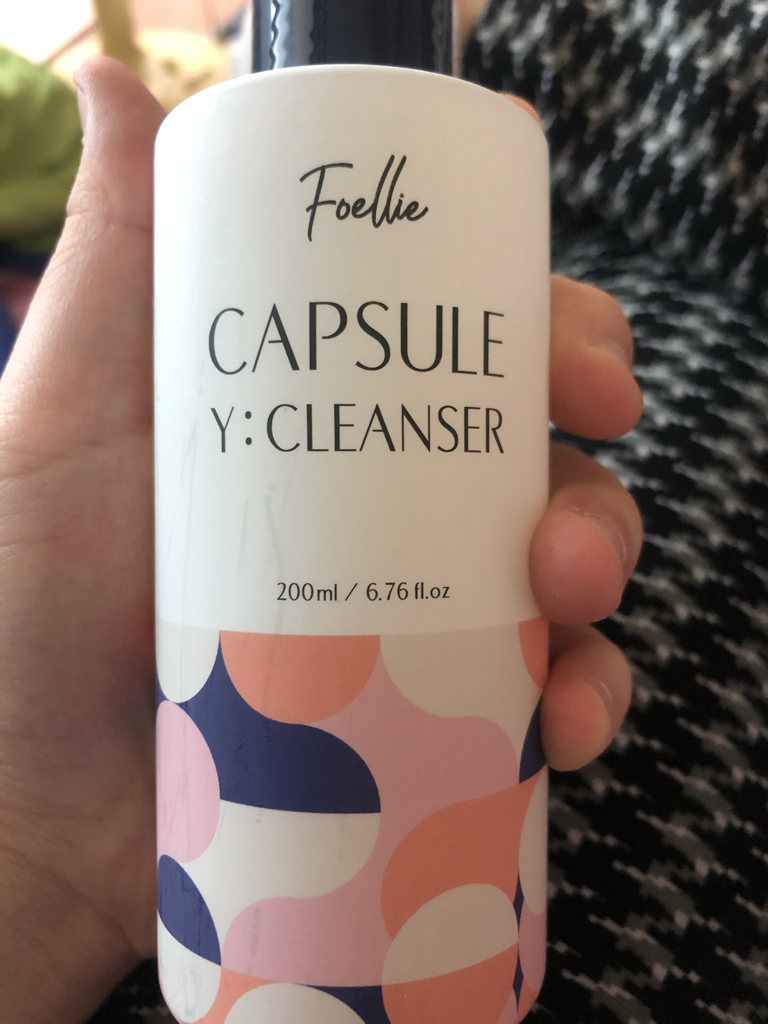 Foellie
CAPSULE
Y:CLEANSER
200ml / 6.76 fl.oz